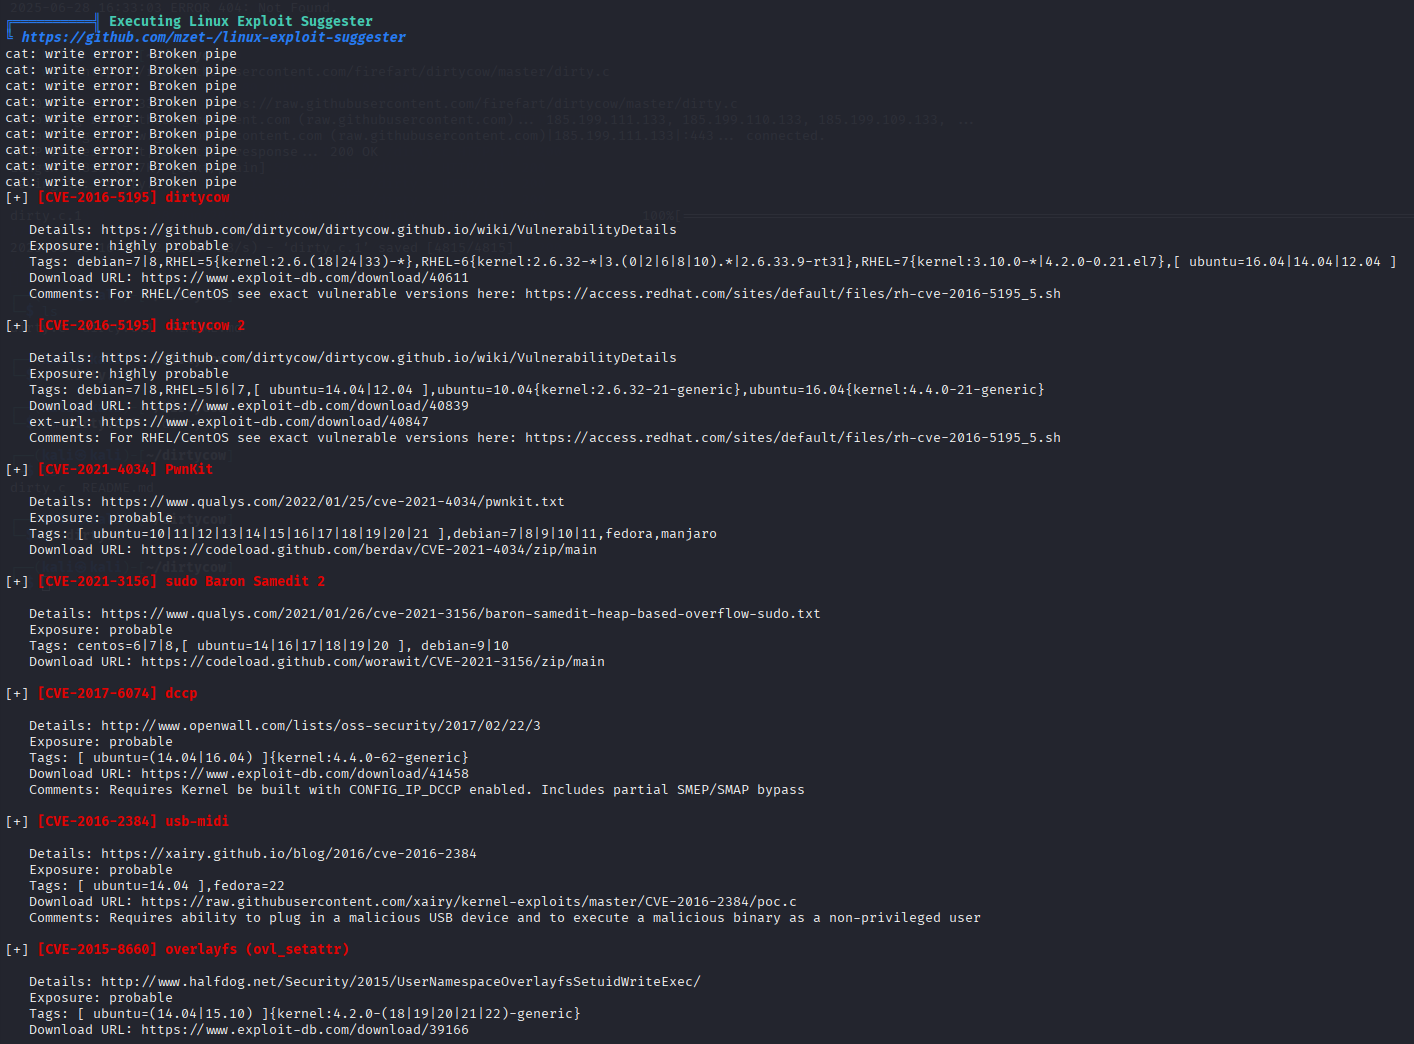 2025-06-28 16:33:03 ERROR 404: Not Found.
Executing Linux Exploit Suggester
https://github.com/mzet-/linux-exploit-suggester
cat: write error: Broken pipe
cat: write error: Broken pipe
cat: write error: Broken pipe
cat: write error: Broken pipe
cat: write error: Broken pipe
cat: write error: Broken pipe
cat: write error: Broken pipe
cat: write error: Broken pipe
cat: write error: Broken pipe
[+] [CVE-2016-5195] dirtycow
Details: https://github.com/dirtycow/dirtycow.github.io/wiki/VulnerabilityDetails
Exposure: highly probable
Tags: debian=7|8,RHEL=5{kernel:2.6.(18|24|33)-*},RHEL=6{kernel:2.6.32-*|3.(0|2|6|8|10).*|2.6.33.9-rt31},RHEL=7{kernel:3.10.0-*|4.2.0-0.21.el7},[ ubuntu=16.04|14.04|12.04 ]
Download URL: https://www.exploit-db.com/download/40611
Comments: For RHEL/CentOS see exact vulnerable versions here: https://access.redhat.com/sites/default/files/rh-cve-2016-5195_5.sh
[+] [CVE-2016-5195] dirtycow 2
Details: https://github.com/dirtycow/dirtycow.github.io/wiki/VulnerabilityDetails
Exposure: highly probable
Tags: debian=7|8,RHEL=5|6|7,[ ubuntu=14.04|12.04 ],ubuntu=10.04{kernel:2.6.32-21-generic},ubuntu=16.04{kernel:4.4.0-21-generic}
Download URL: https://www.exploit-db.com/download/40839
ext-url: https://www.exploit-db.com/download/40847
Comments: For RHEL/CentOS see exact vulnerable versions here: https://access.redhat.com/sites/default/files/rh-cve-2016-5195_5.sh
[+] [CVE-2021-4034] PwnKit
Details: https://www.qualys.com/2022/01/25/cve-2021-4034/pwnkit.txt
Exposure: probable
Tags: [ ubuntu=10|11|12|13|14|15|16|17|18|19|20|21 ],debian=7|8|9|10|11,fedora,manjaro
Download URL: https://codeload.github.com/berdav/CVE-2021-4034/zip/main
[+] [CVE-2021-3156] sudo Baron Samedit 2
Details: https://www.qualys.com/2021/01/26/cve-2021-3156/baron-samedit-heap-based-overflow-sudo.txt
Exposure: probable
Tags: centos=6|7|8,[ ubuntu=14|16|17|18|19|20 ], debian=9|10
Download URL: https://codeload.github.com/worawit/CVE-2021-3156/zip/main
[+] [CVE-2017-6074] dccp
Details: http://www.openwall.com/lists/oss-security/2017/02/22/3
Exposure: probable
Tags: [ ubuntu=(14.04|16.04) ]{kernel:4.4.0-62-generic}
Download URL: https://www.exploit-db.com/download/41458
Comments: Requires Kernel be built with CONFIG_IP_DCCP enabled. Includes partial SMEP/SMAP bypass
[+] [CVE-2016-2384] usb-midi
Details: https://xairy.github.io/blog/2016/cve-2016-2384
Exposure: probable
Tags: [ ubuntu=14.04 ],fedora=22
Download URL: https://raw.githubusercontent.com/xairy/kernel-exploits/master/CVE-2016-2384/poc.c
Comments: Requires ability to plug in a malicious USB device and to execute a malicious binary as a non-privileged user
[+] [CVE-2015-8660] overlayfs (ovl_setattr)
Details: http://www.halfdog.net/Security/2015/UserNamespaceOverlayfsSetuidWriteExec/
Exposure: probable
Tags: [ ubuntu=(14.04|15.10) ]{kernel:4.2.0-(18|19|20|21|22)-generic}
Download URL: https://www.exploit-db.com/download/39166